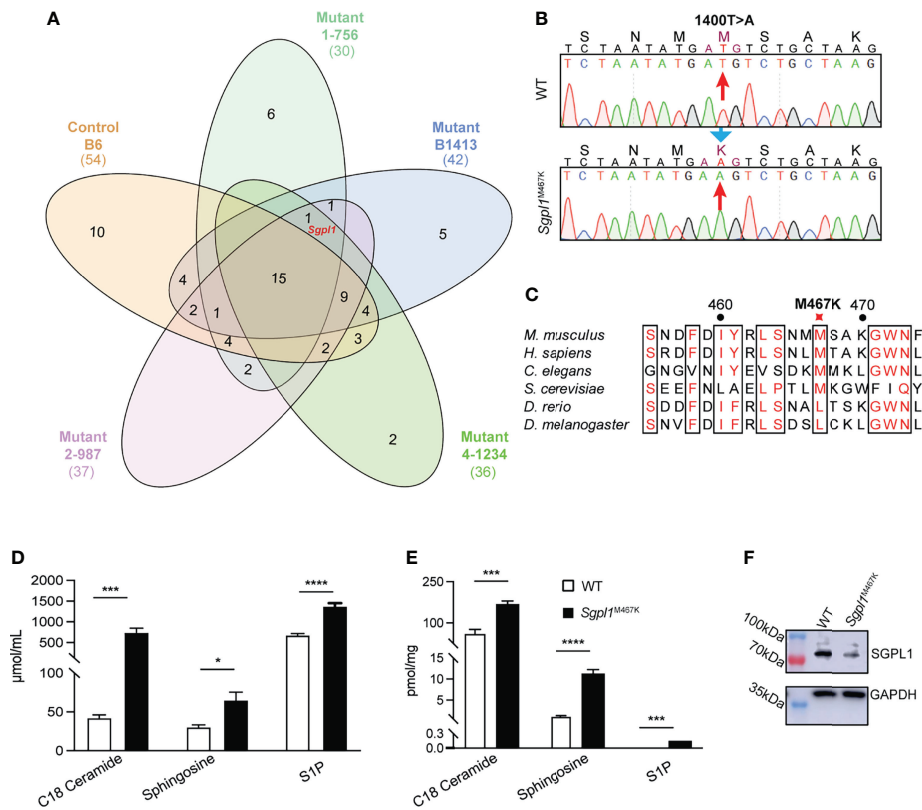 A
Mutant
1-756
(30)
Control
B6
(54)
Mutant
B1413
(42)
Mutant
2-987
(37)
Mutant
4-1234
(36)
6
10
5
1
1
Sgpl1
4
15
2
1
9
4
4
2
3
2
2
B
1400T>A
S N M M S A K
T C T A A T A T G A T G T S T G C T A A G
T C T A A T A T G A T G T C T G C T A A G
WT
S N M K S A K
T C T A A T A T G A A G T C T G C T A A G
T C T A A T A T G A A G T C T G C T A A G
Sgpl1M467K
C
460 M467K 470
M. musculus S N D F D I Y R L S N M M S A K G W N F
H. sapiens S R D F D I Y R L S N L M T A K G W N L
C. elegans G N G V N I Y E V S D K M M K L G W N L
S. cerevisiae S E E F N L A E L P T L M K G W F I Q Y
D. rerio S D D F D I F R L S N A L T S K G W N L
D. melanogaster S N V F D I F R L S D S L C K L G W N L
D
2000
1500
1000
500
100
50
0
µmol/mL
***
*
****
C18 Ceramide
Sphingosine
S1P
WT
Sgpl1M467K
E
250
100
15
10
5
0.3
0.0
pmol/mg
***
****
***
C18 Ceramide
Sphingosine
S1P
F
WT
Sgpl1M467K
100kDa
70kDa
35kDa
SGPL1
GAPDH